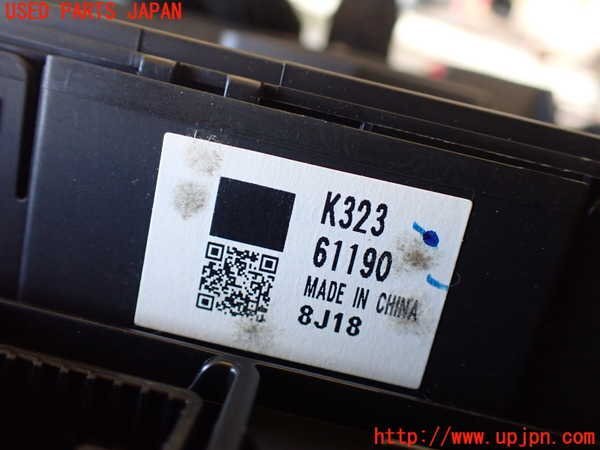 USED PARTS JAPAN
K323
61190
MADE IN CHINA
8J18
http://www.upjpn.com/